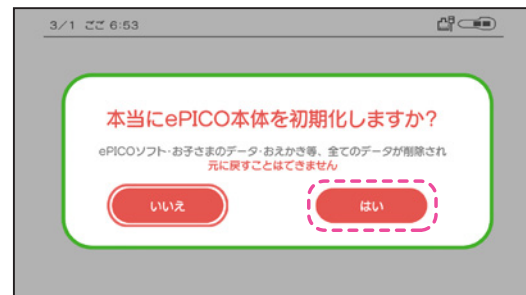 3/1 ごご 6:53
本当にePICO本体を初期化しますか?
ePICOソフト・お子さまのデータ・おえかき等、全てのデータが削除され
元に戻すことはできません
いいえ
はい